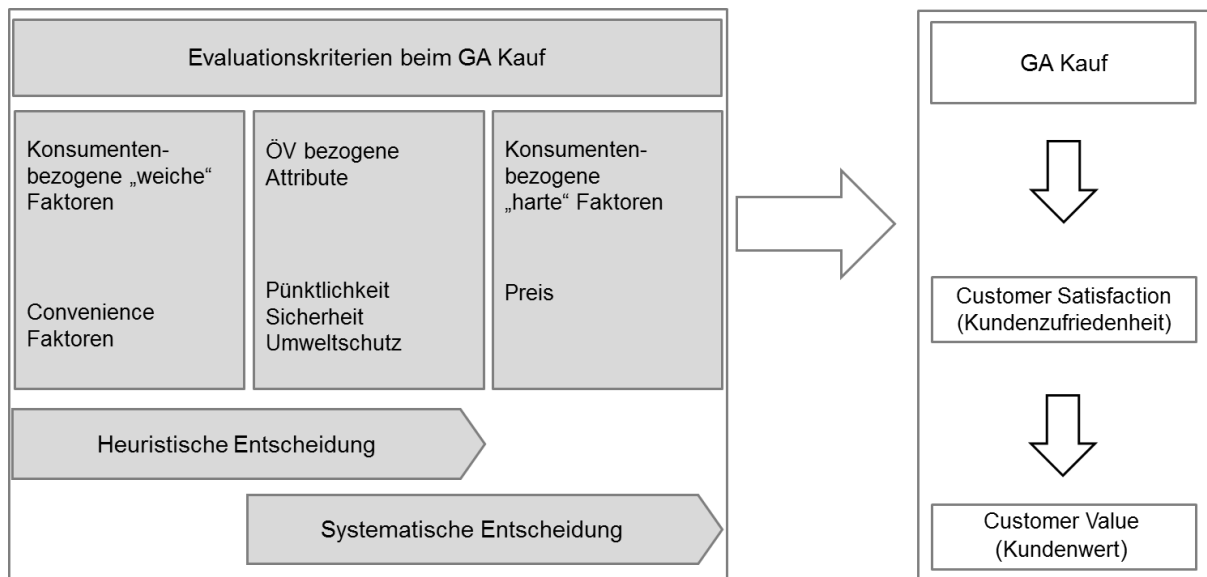 Evaluationskriterien beim GA Kauf
Konsumenten-
bezogene „weiche“
Faktoren
Convenience
Faktoren
ÖV bezogene
Attribute
Pünktlichkeit
Sicherheit
Umweltschutz
Konsumenten-
bezogene
„harte“ Faktoren
Preis
Heuristische Entscheidung
Systematische Entscheidung
GA Kauf
Customer Satisfaction
(Kundenzufriedenheit)
Customer Value
(Kundenwert)